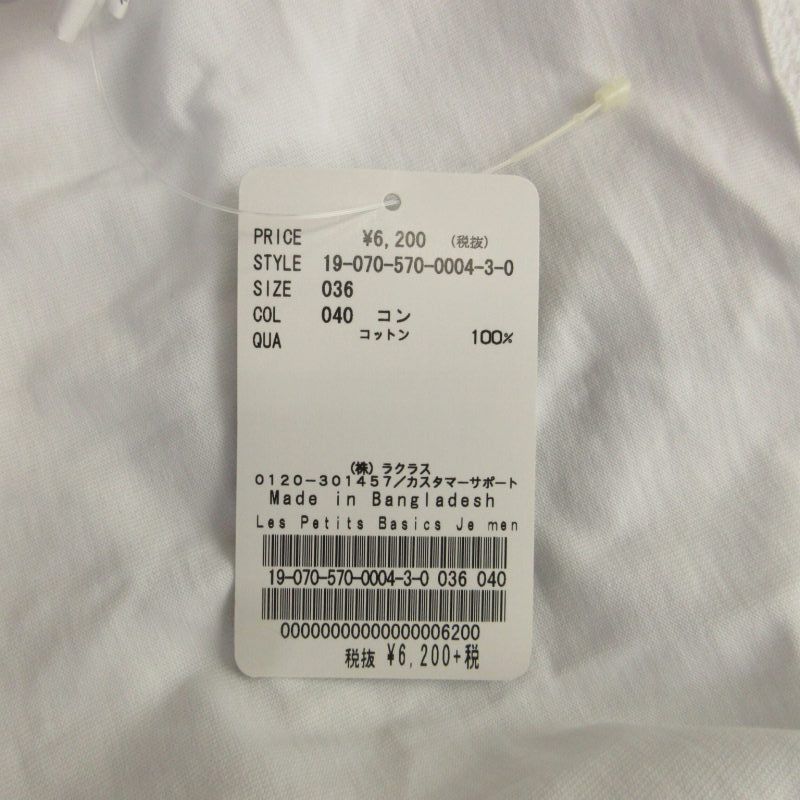 PRICE ¥6,200 (税抜)
STYLE 19-070-570-0004-3-0
SIZE 036
COL 040 コン
QUA コットン 100%
(株) ラクラス
0120-301457/カスタマーサポート
Made in Bangladesh
Les Petits Basics Je men
19-070-570-0004-3-0 036 040
00000000000000006200
税抜 ¥6,200+税